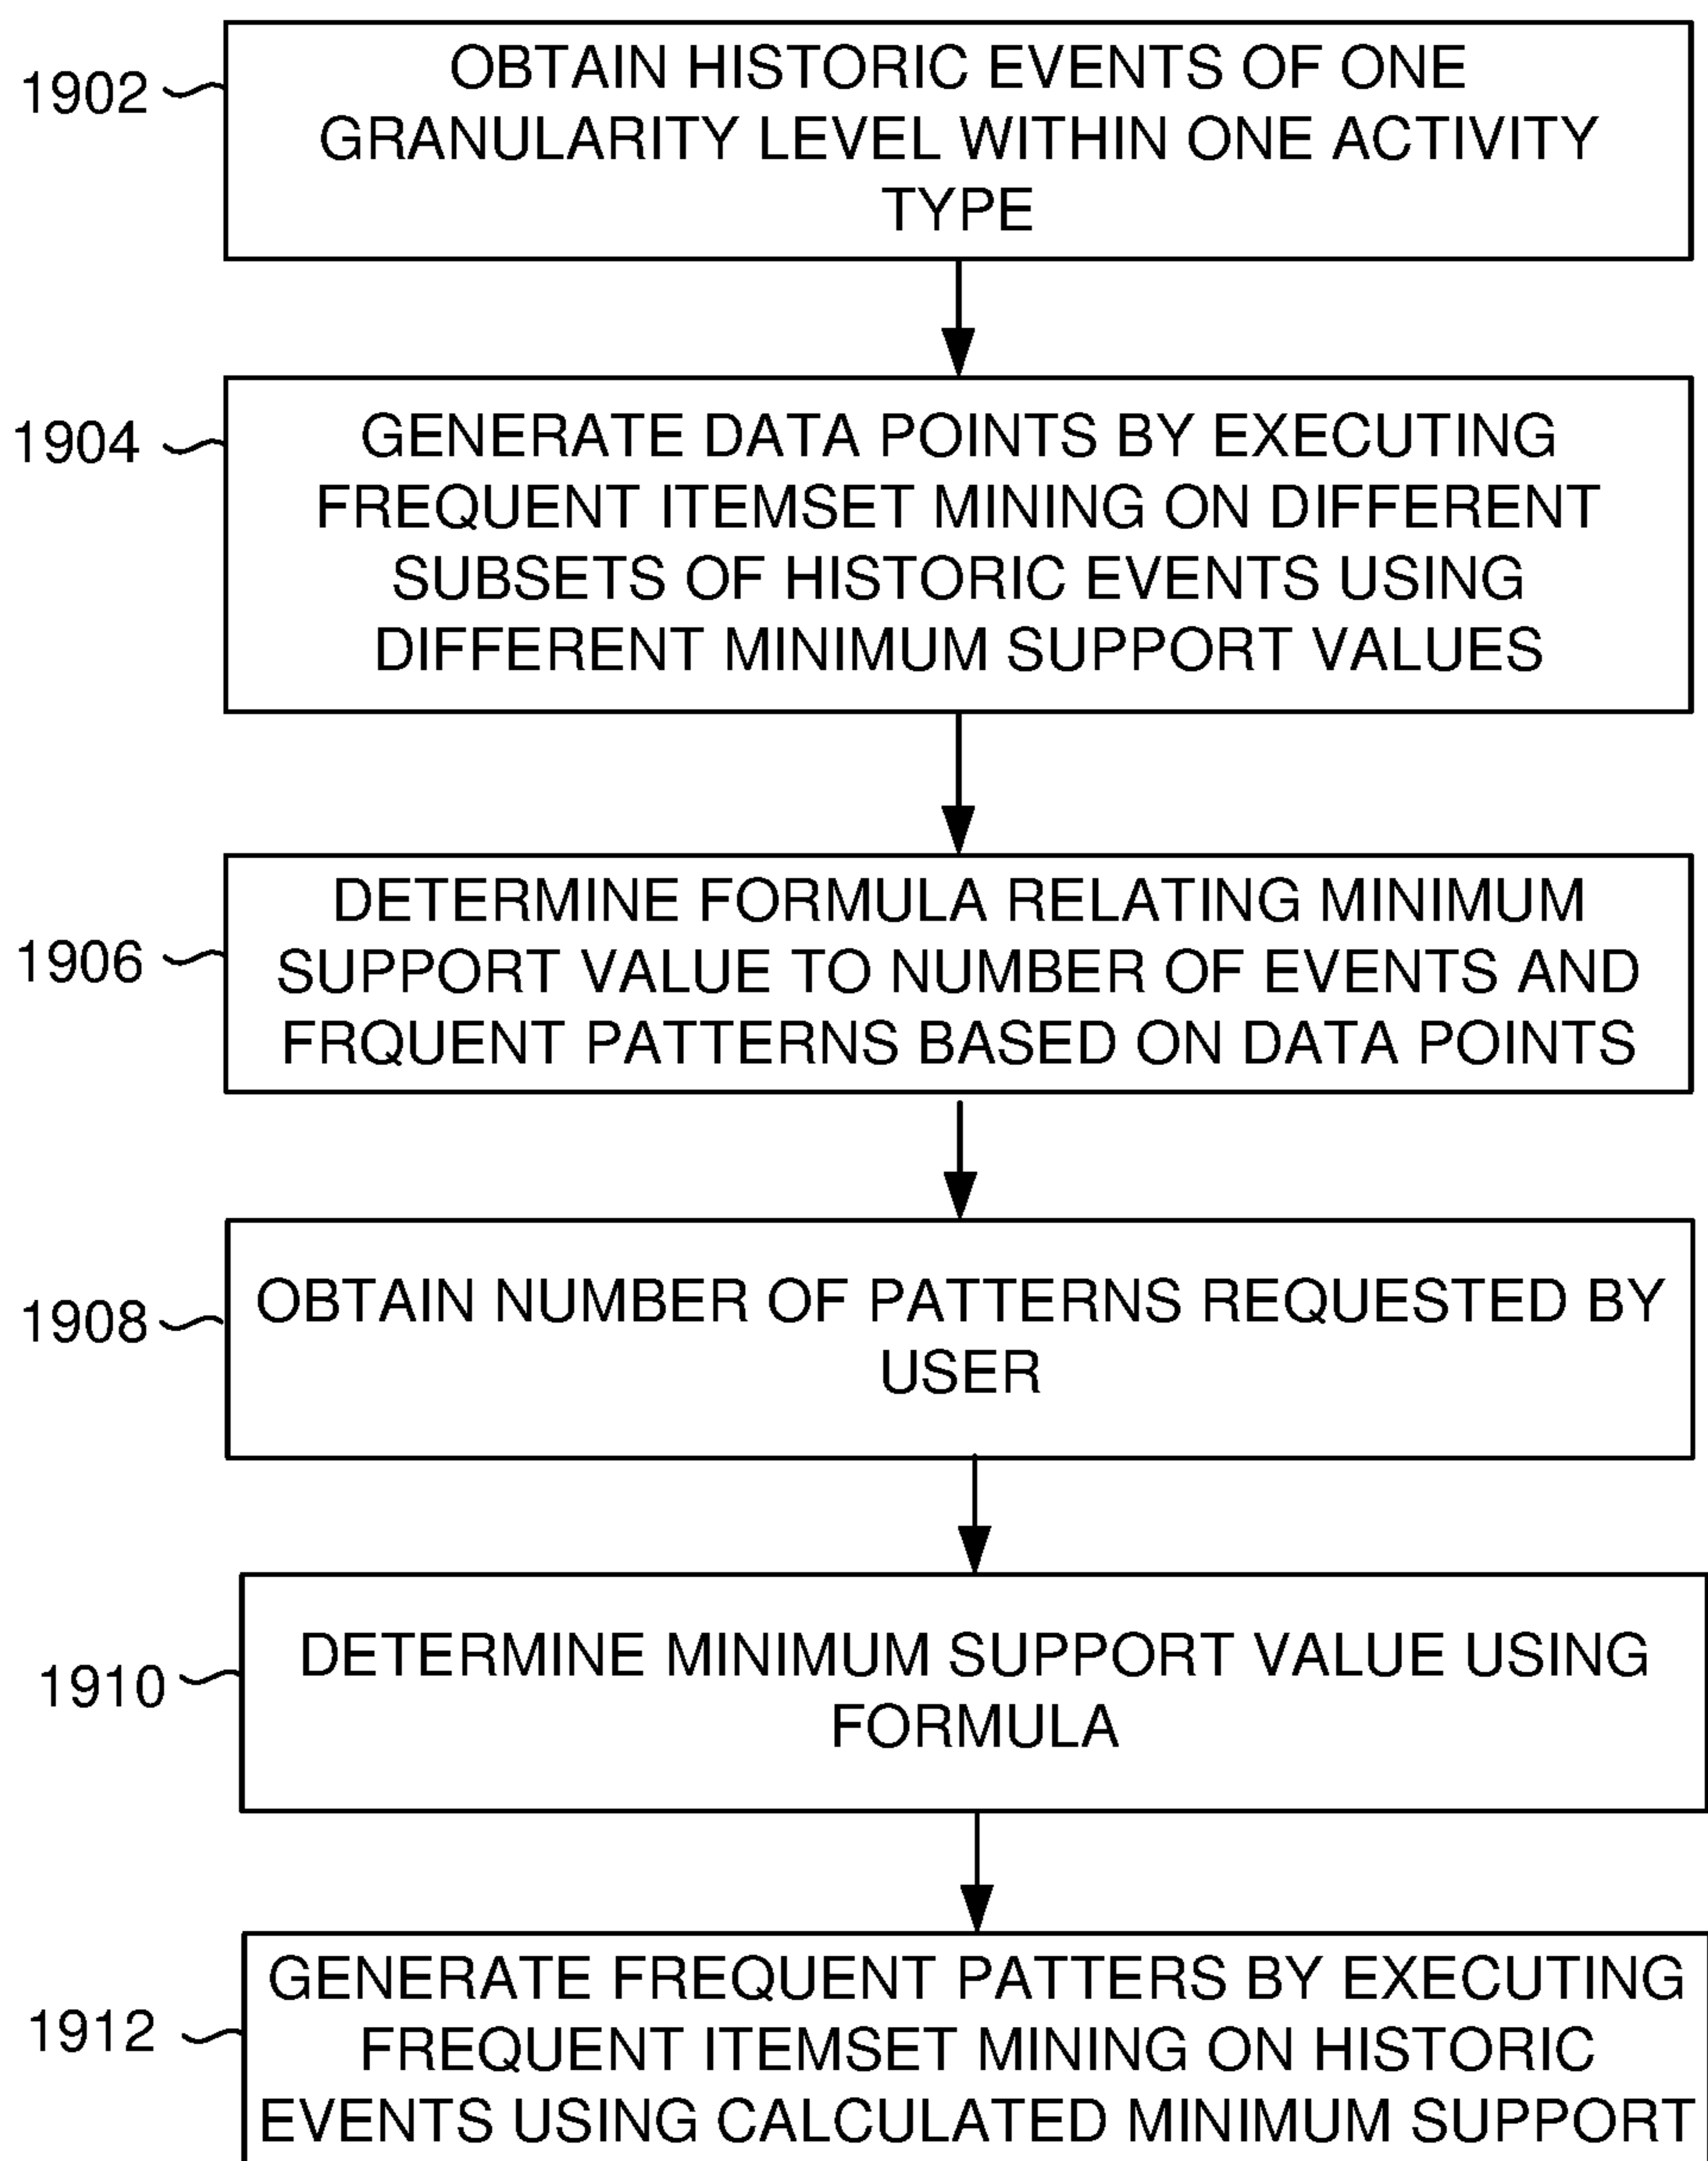 1902
OBTAIN HISTORIC EVENTS OF ONE
GRANULARITY LEVEL WITHIN ONE ACTIVITY
TYPE
1904
GENERATE DATA POINTS BY EXECUTING
FREQUENT ITEMSET MINING ON DIFFERENT
SUBSETS OF HISTORIC EVENTS USING
DIFFERENT MINIMUM SUPPORT VALUES
1906
DETERMINE FORMULA RELATING MINIMUM
SUPPORT VALUE TO NUMBER OF EVENTS AND
FRQUENT PATTERNS BASED ON DATA POINTS
1908
OBTAIN NUMBER OF PATTERNS REQUESTED BY
USER
1910
DETERMINE MINIMUM SUPPORT VALUE USING
FORMULA
1912
GENERATE FREQUENT PATTERS BY EXECUTING
FREQUENT ITEMSET MINING ON HISTORIC
EVENTS USING CALCULATED MINIMUM SUPPORT